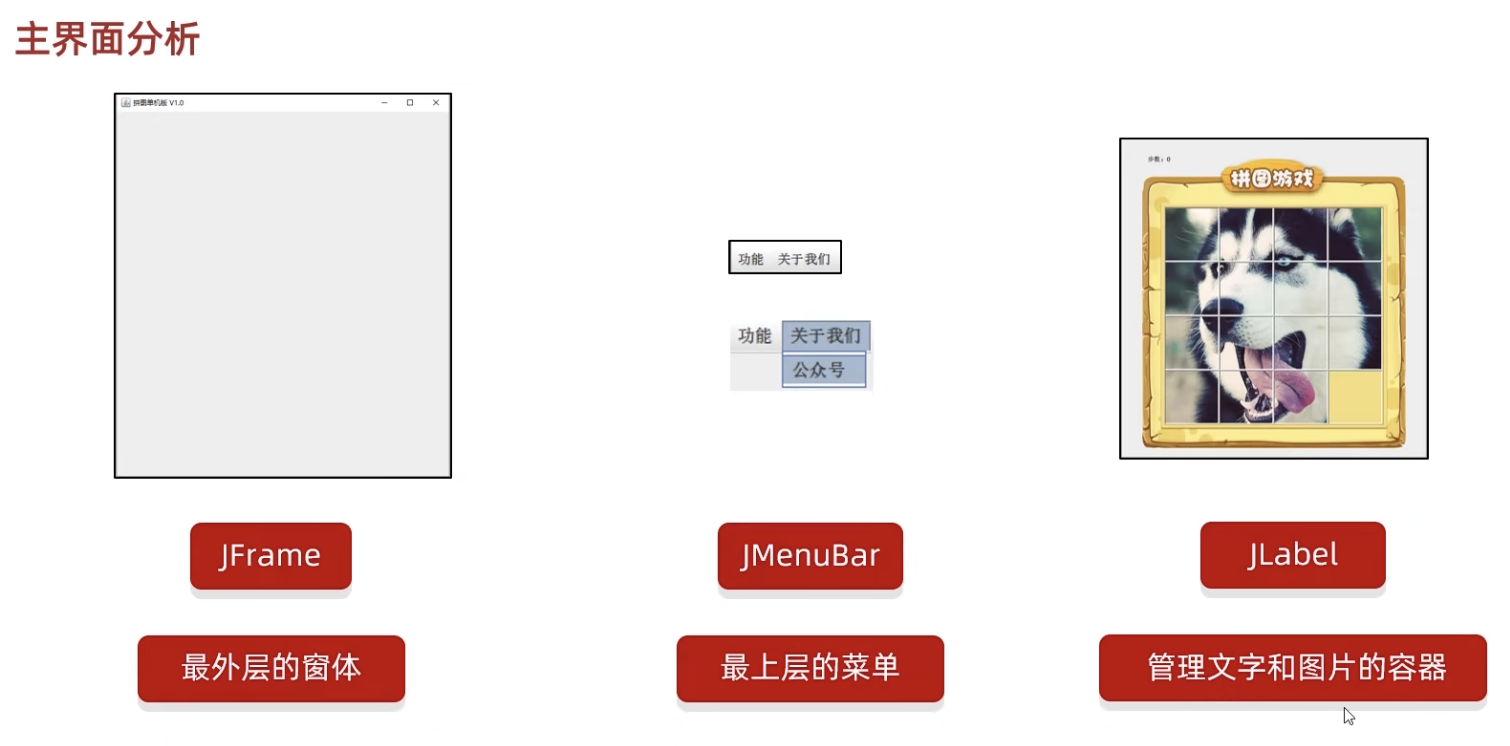 主界面分析
拼图单机版 V1.0
功能 关于我们
功能 关于我们
公众号
步数：0
拼图游戏
JFrame
JMenuBar
JLabel
最外层的窗体
最上层的菜单
管理文字和图片的容器